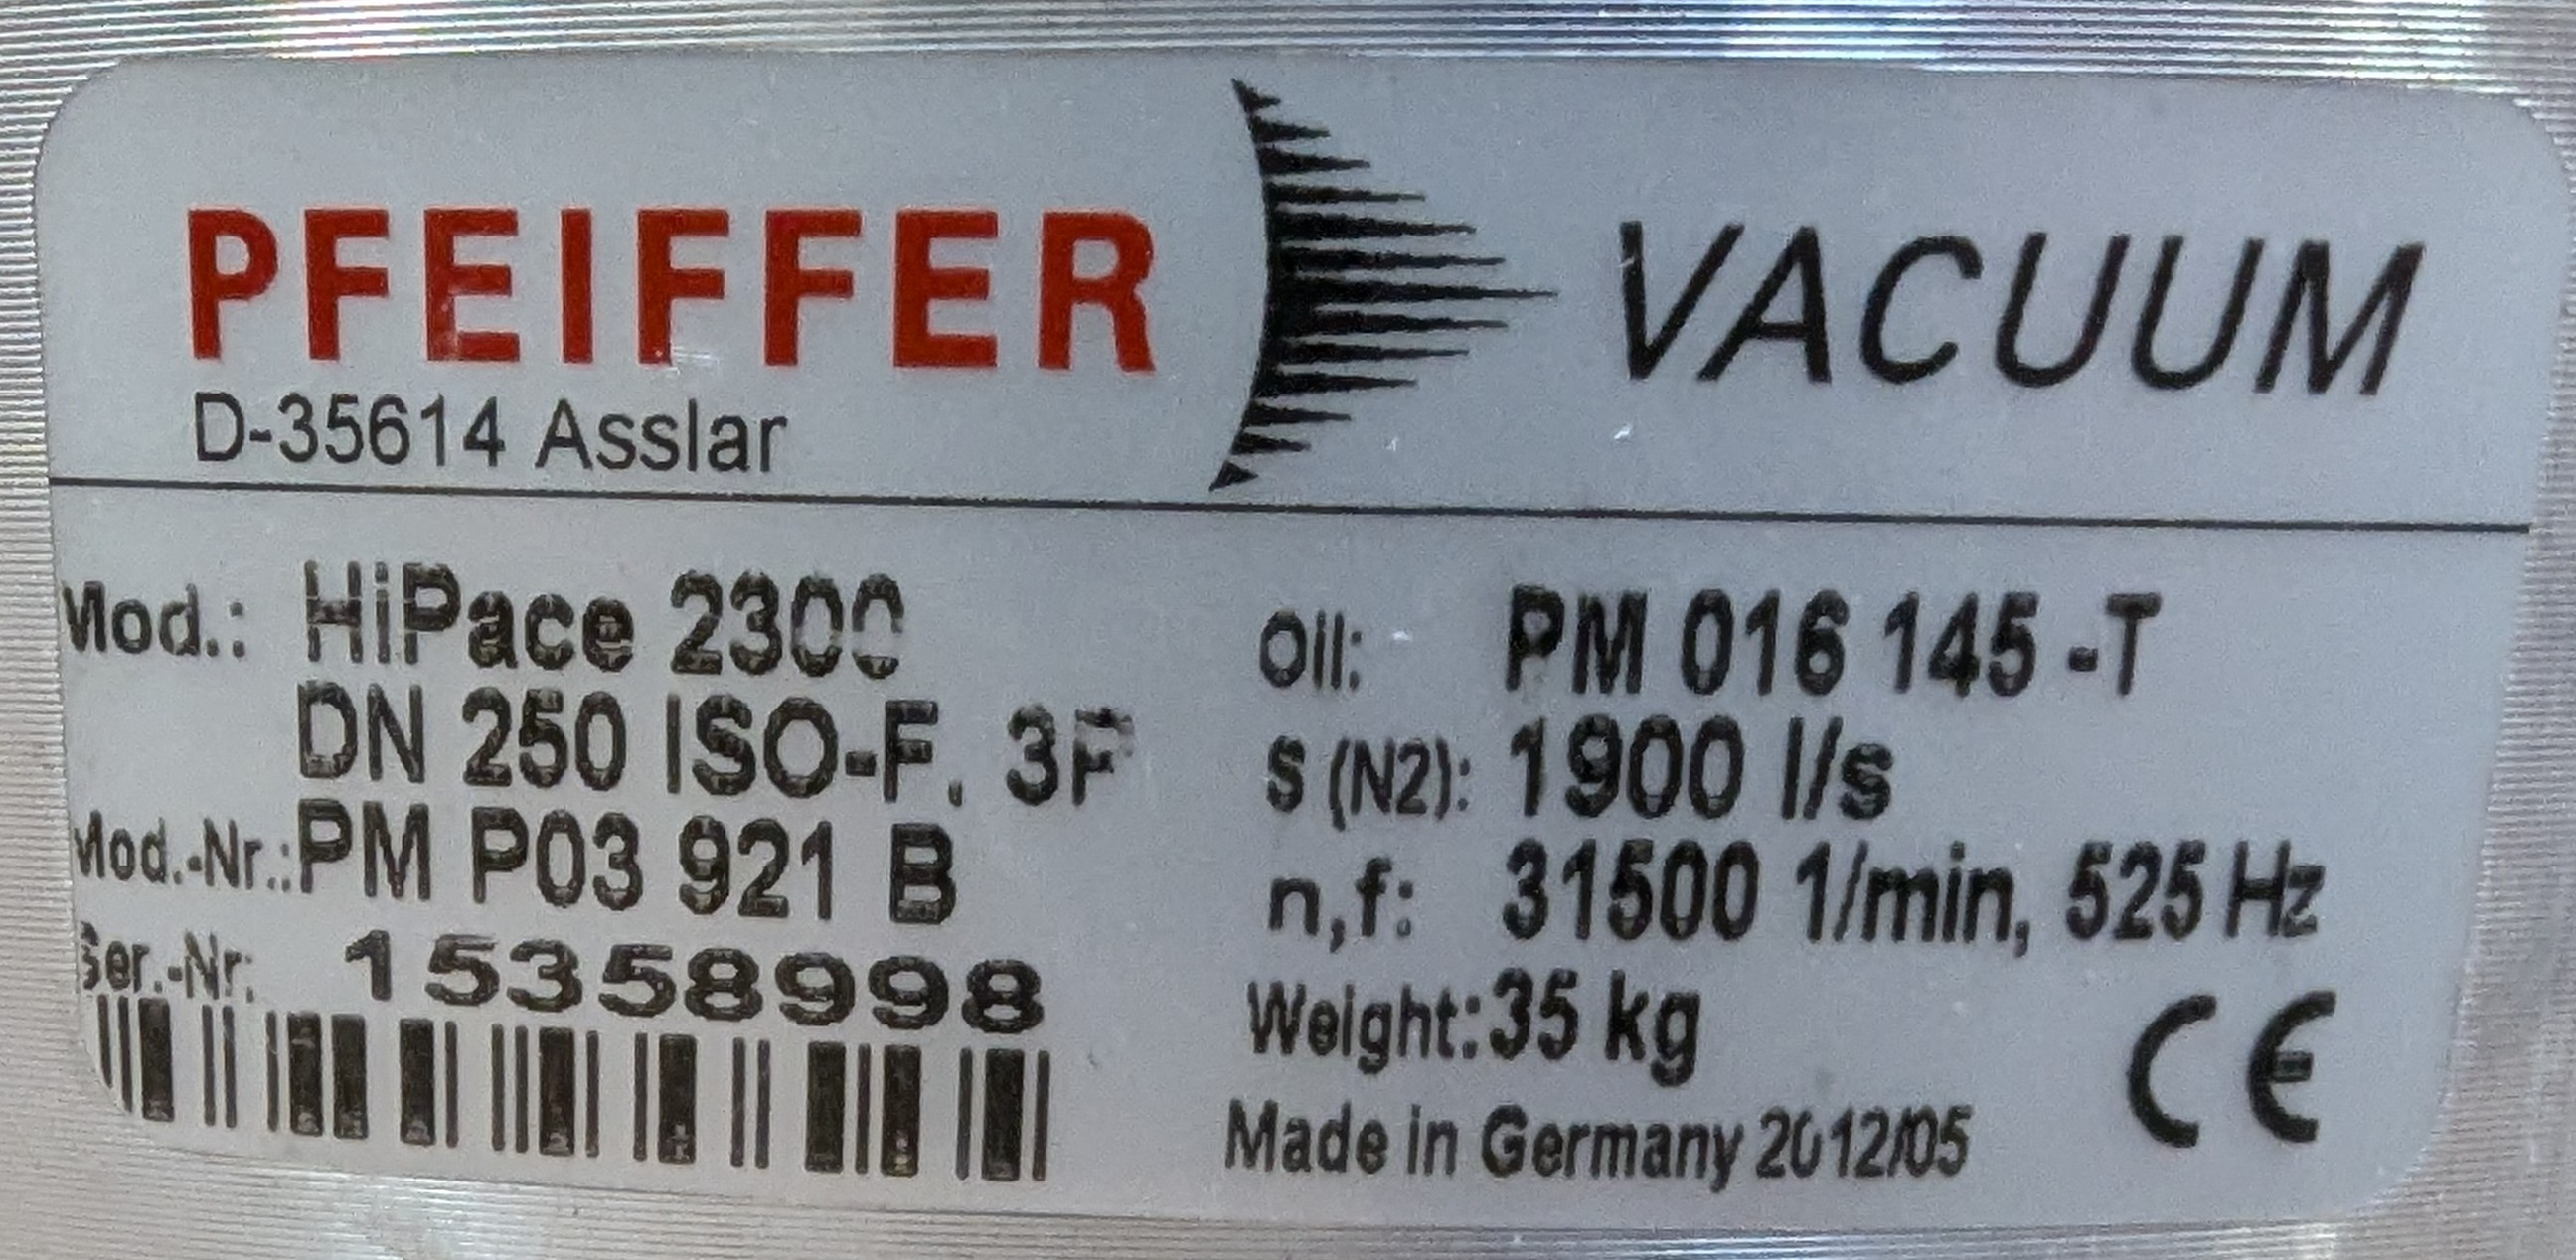 PFEIFFER VACUUM
D-35614 Asslar
Mod.: HiPace 2300
DN 250 ISO-F, 3P
Mod.-Nr.: PM P03 921 B
Ser.-Nr: 15358998
Oil: PM 016 145 -T
S (N2): 1900 l/s
n,f: 31500 1/min, 525 Hz
Weight: 35 kg
Made in Germany 2012/05
CE